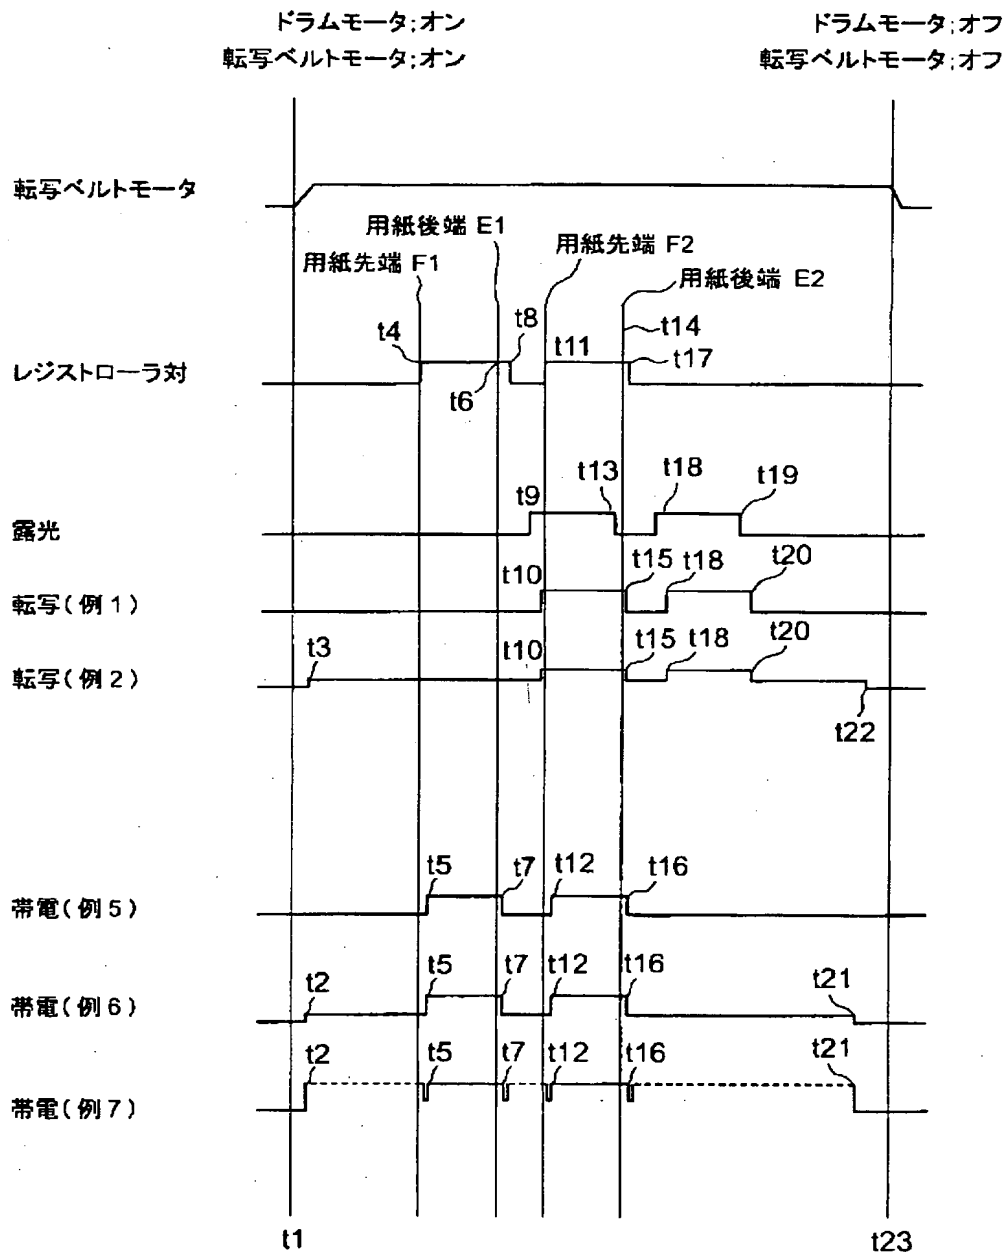 ドラムモータ;オン
転写ベルトモータ;オン
ドラムモータ;オフ
転写ベルトモータ;オフ
転写ベルトモータ
用紙後端 E1
用紙先端 F1
用紙先端 F2
用紙後端 E2
レジストローラ対
t4
t6
t8
t11
t14
t17
露光
t9
t13
t18
t19
転写(例1)
t10
t15
t18
t20
転写(例2)
t3
t10
t15
t18
t20
t22
帯電(例5)
t5
t7
t12
t16
帯電(例6)
t2
t5
t7
t12
t16
t21
帯電(例7)
t2
t5
t7
t12
t16
t21
t1
t23